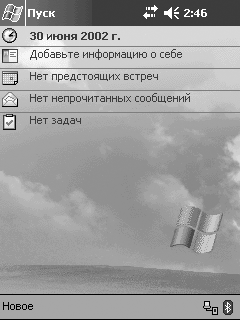 Пуск 2:46
30 июня 2002 г.
Добавьте информацию о себе
Нет предстоящих встреч
Нет непрочитанных сообщений
Нет задач
Новое